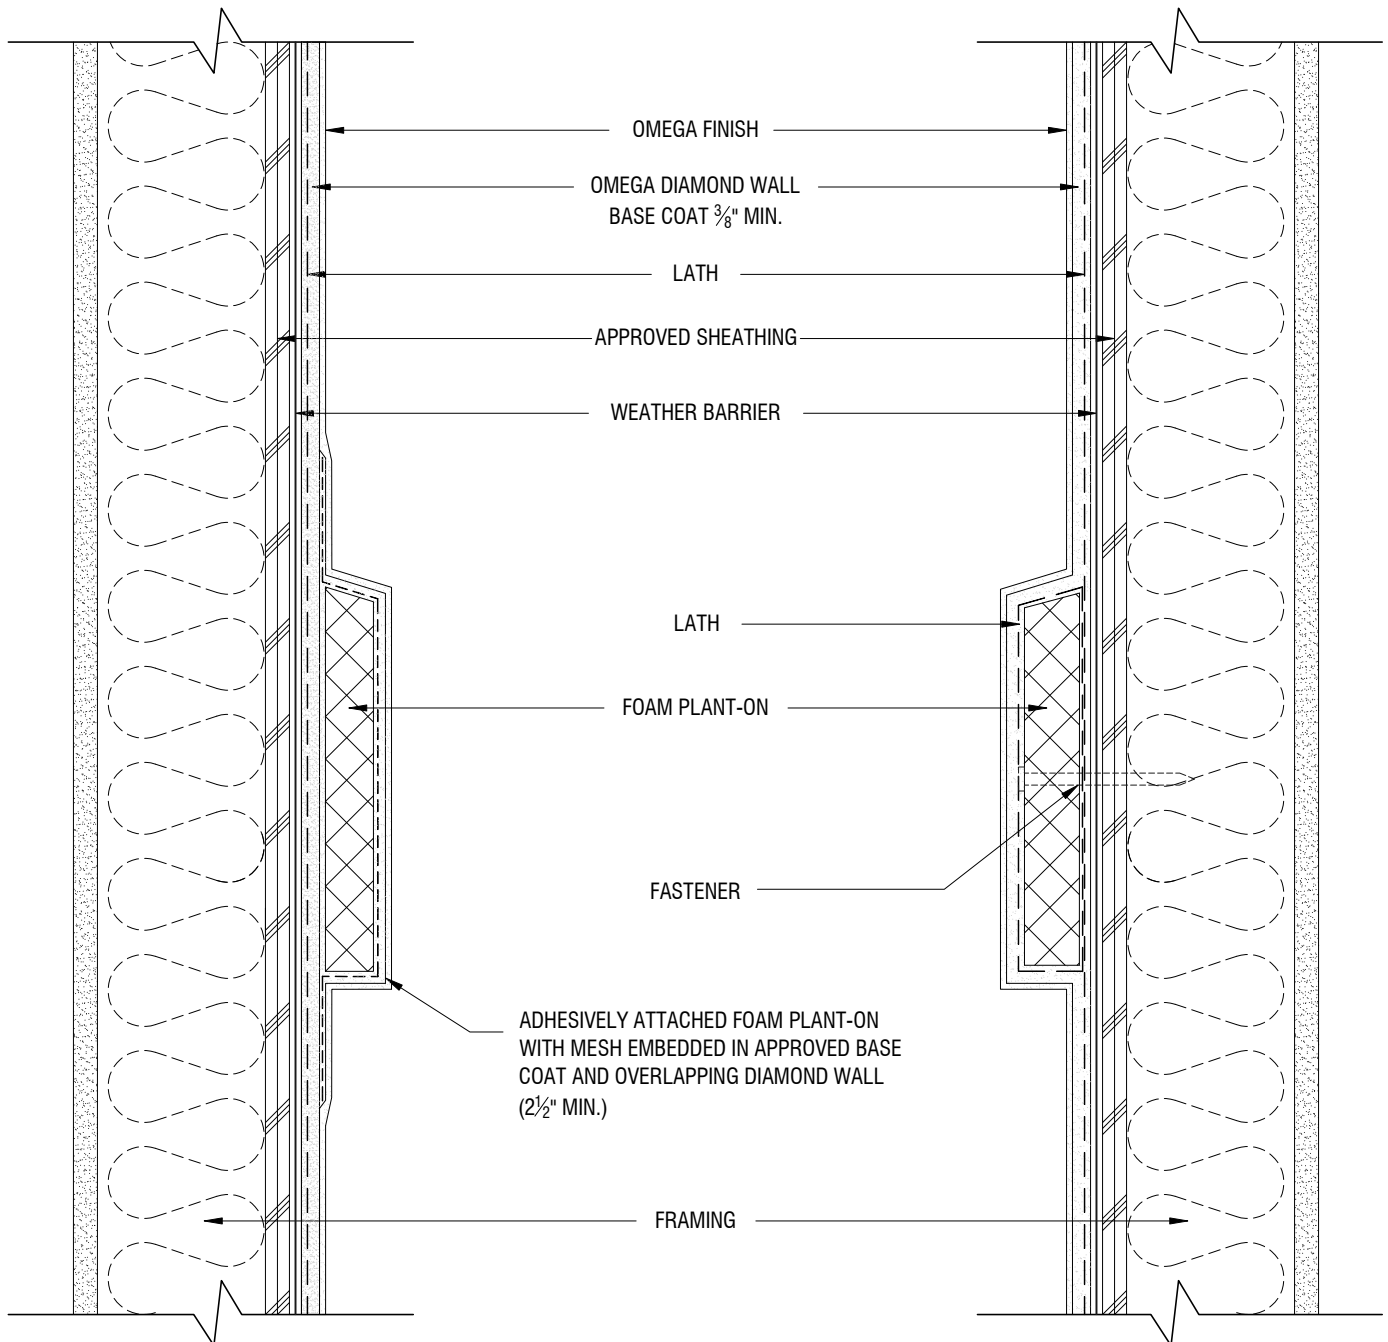 OMEGA FINISH
OMEGA DIAMOND WALL
BASE COAT 3/8" MIN.
LATH
APPROVED SHEATHING
WEATHER BARRIER
LATH
FOAM PLANT-ON
FASTENER
ADHESIVELY ATTACHED FOAM PLANT-ON
WITH MESH EMBEDDED IN APPROVED BASE
COAT AND OVERLAPPING DIAMOND WALL
(2 1/2" MIN.)
FRAMING